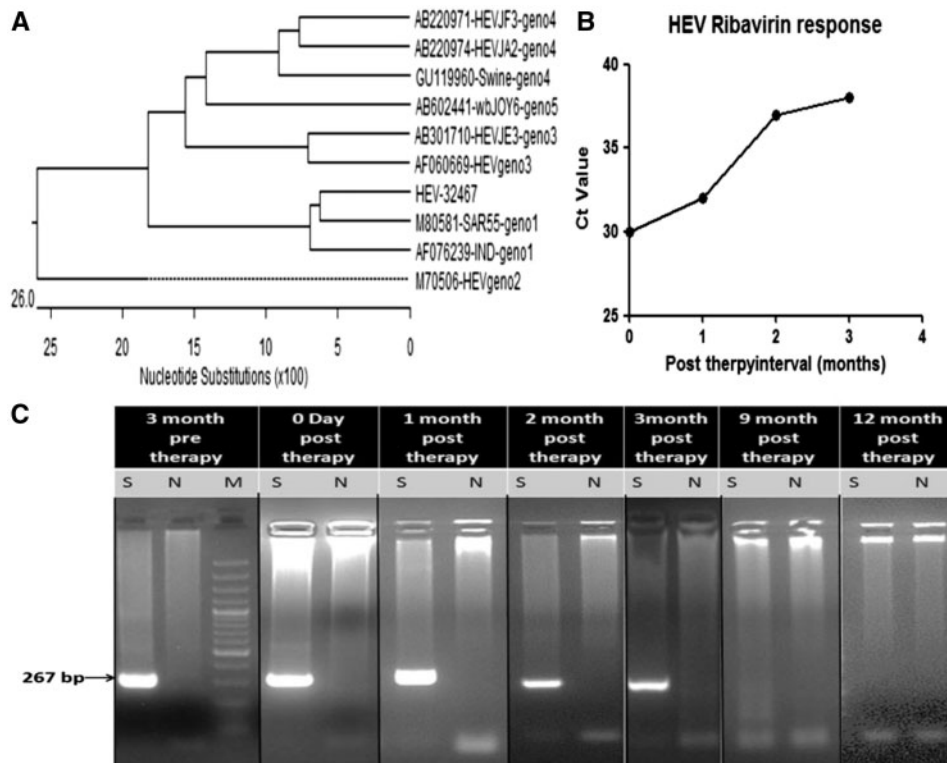 A
AB220971-HEVJF3-geno4
AB220974-HEVJA2-geno4
GU119960-Swine-geno4
AB602441-wbJOY6-geno5
AB301710-HEVJE3-geno3
AF060669-HEVgeno3
HEV-32467
M80581-SAR55-geno1
AF076239-IND-geno1
M70506-HEVgeno2
26.0
25 20 15 10 5 0
Nucleotide Substitutions (x100)
B
HEV Ribavirin response
Ct Value
40
35
30
25
0 1 2 3 4
Post therpyinterval (months)
C
3 month pre therapy
0 Day post therapy
1 month post therapy
2 month post therapy
3month post therapy
9 month post therapy
12 month post therapy
S N M S N S N S N S N S N S N
267 bp